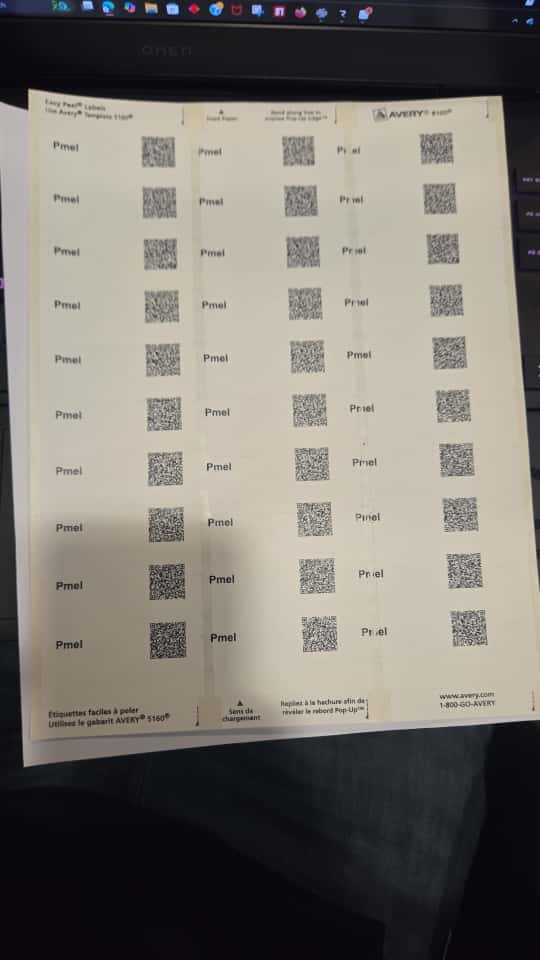 OMEN
Easy Peel® Labels
Use Avery® Template 5160®
▲
Feed Paper
Bend along line to
expose Pop-Up Edge™
AVERY® 5160®
Pmel Pmel Pmel
Pmel Pmel Pmel
Pmel Pmel Pmel
Pmel Pmel Pmel
Pmel Pmel Pmel
Pmel Pmel Pmel
Pmel Pmel Pmel
Pmel Pmel Pmel
Pmel Pmel Pmel
Pmel Pmel Pmel
Étiquettes faciles à peler
Utilisez le gabarit AVERY® 5160®
▲
Sens de
chargement
Repliez à la hachure afin de
révéler le rebord Pop-Up™
www.avery.com
1-800-GO-AVERY